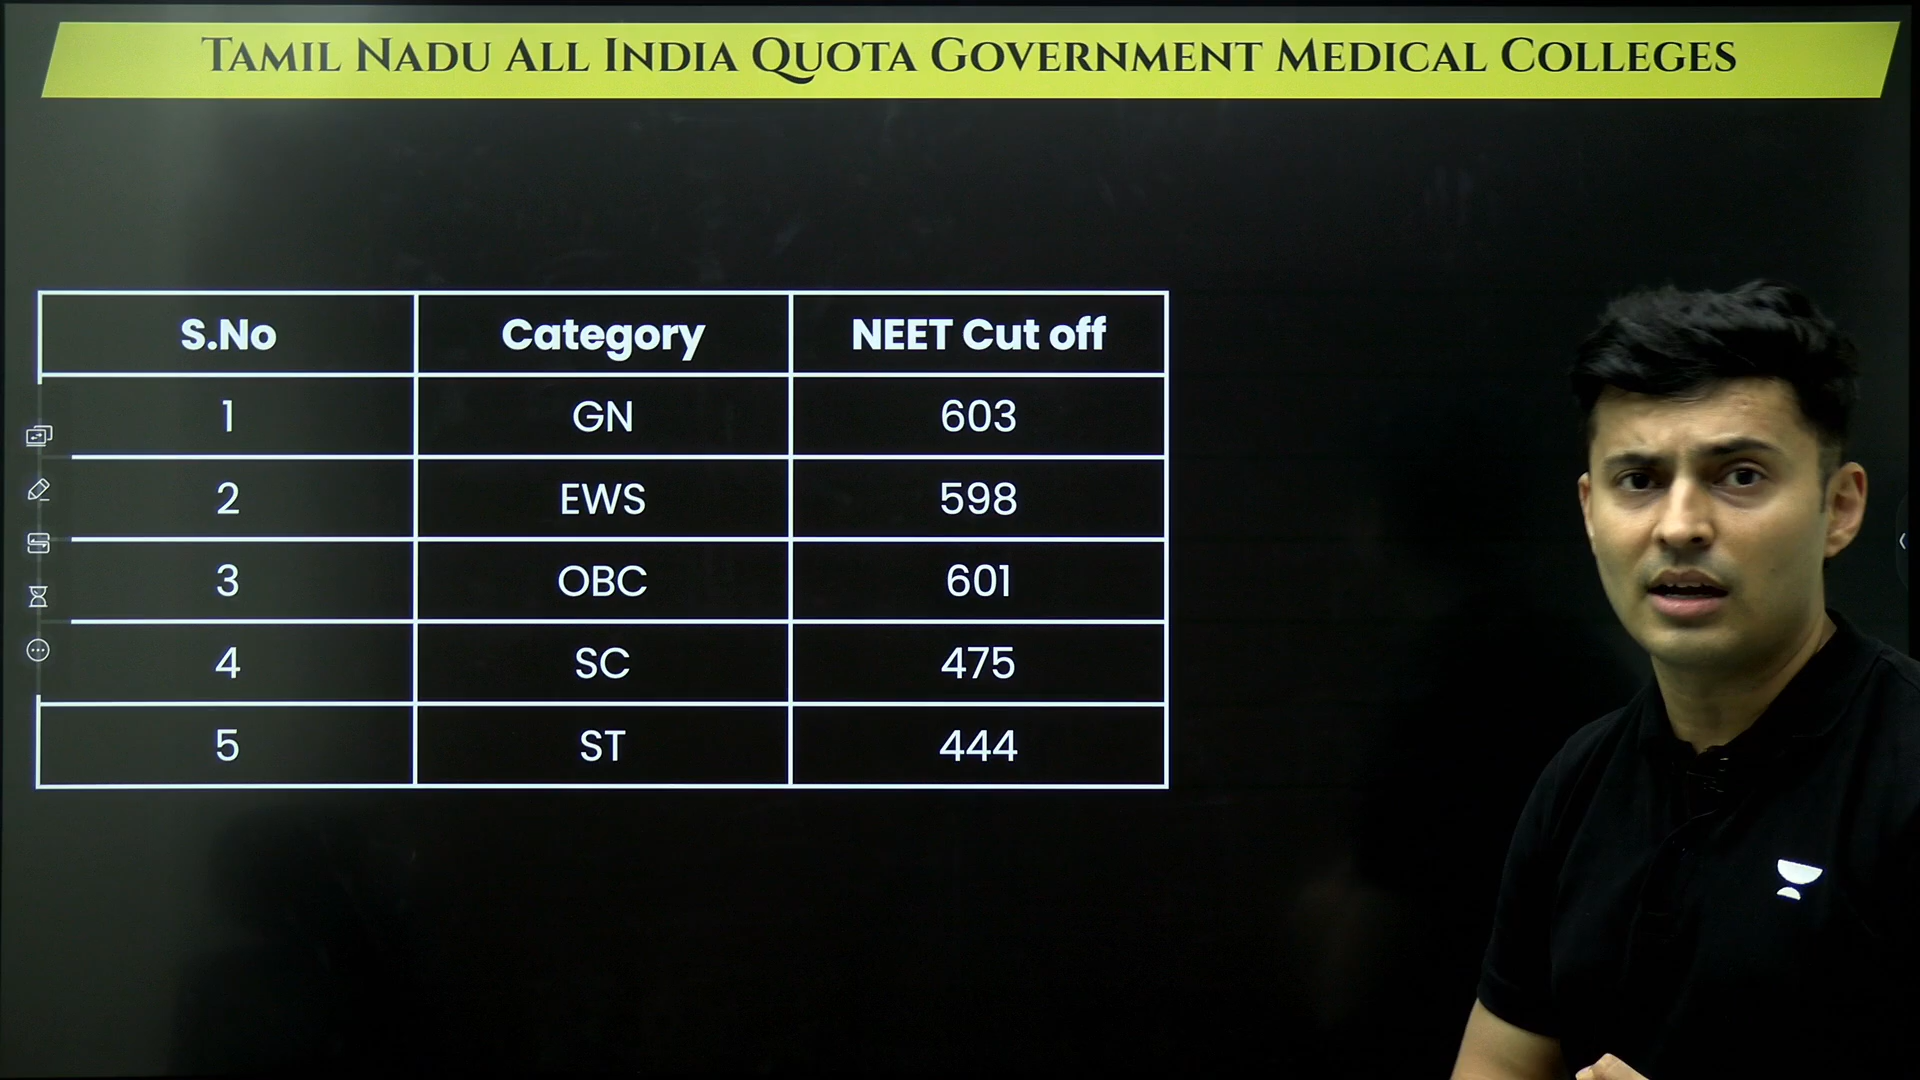 TAMIL NADU ALL INDIA QUOTA GOVERNMENT MEDICAL COLLEGES
S.No Category NEET Cut off
1 GN 603
2 EWS 598
3 OBC 601
4 SC 475
5 ST 444